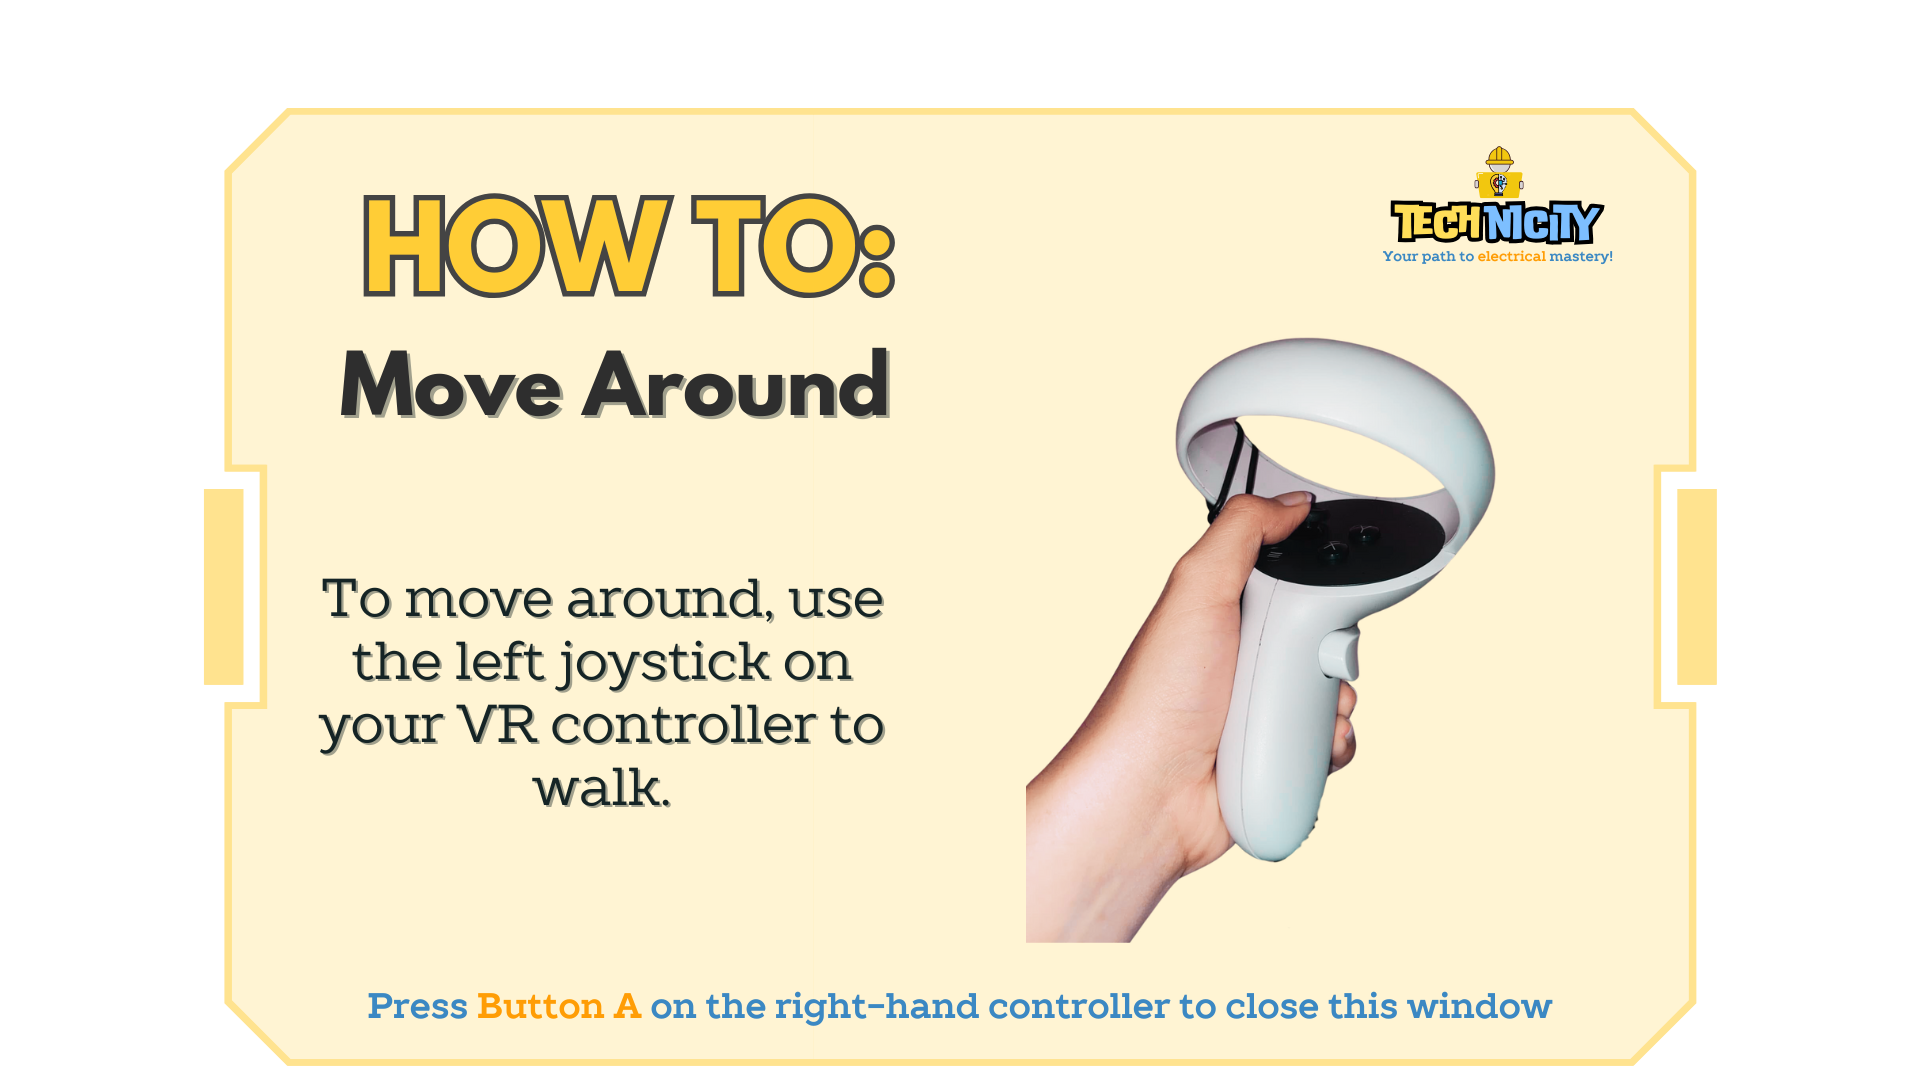 HOW TO:
Move Around
TECHNICITY
Your path to electrical mastery!
To move around, use
the left joystick on
your VR controller to
walk.
Press Button A on the right-hand controller to close this window